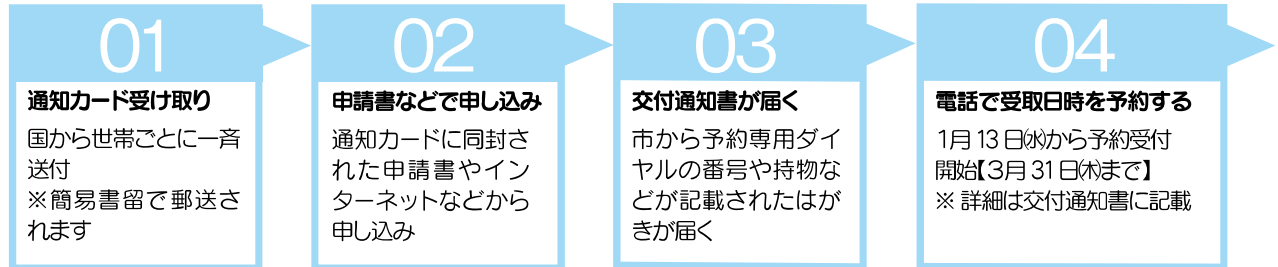 01
通知カード受け取り
国から世帯ごとに一斉
送付
※簡易書留で郵送さ
れます
02
申請書などで申し込み
通知カードに同封さ
れた申請書やイン
ターネットなどから
申し込み
03
交付通知書が届く
市から予約専用ダイ
ヤルの番号や持物な
どが記載されたはが
きが届く
04
電話で受取日時を予約する
1月13日㈬から予約受付
開始【3月31日㈭まで】
※詳細は交付通知書に記載